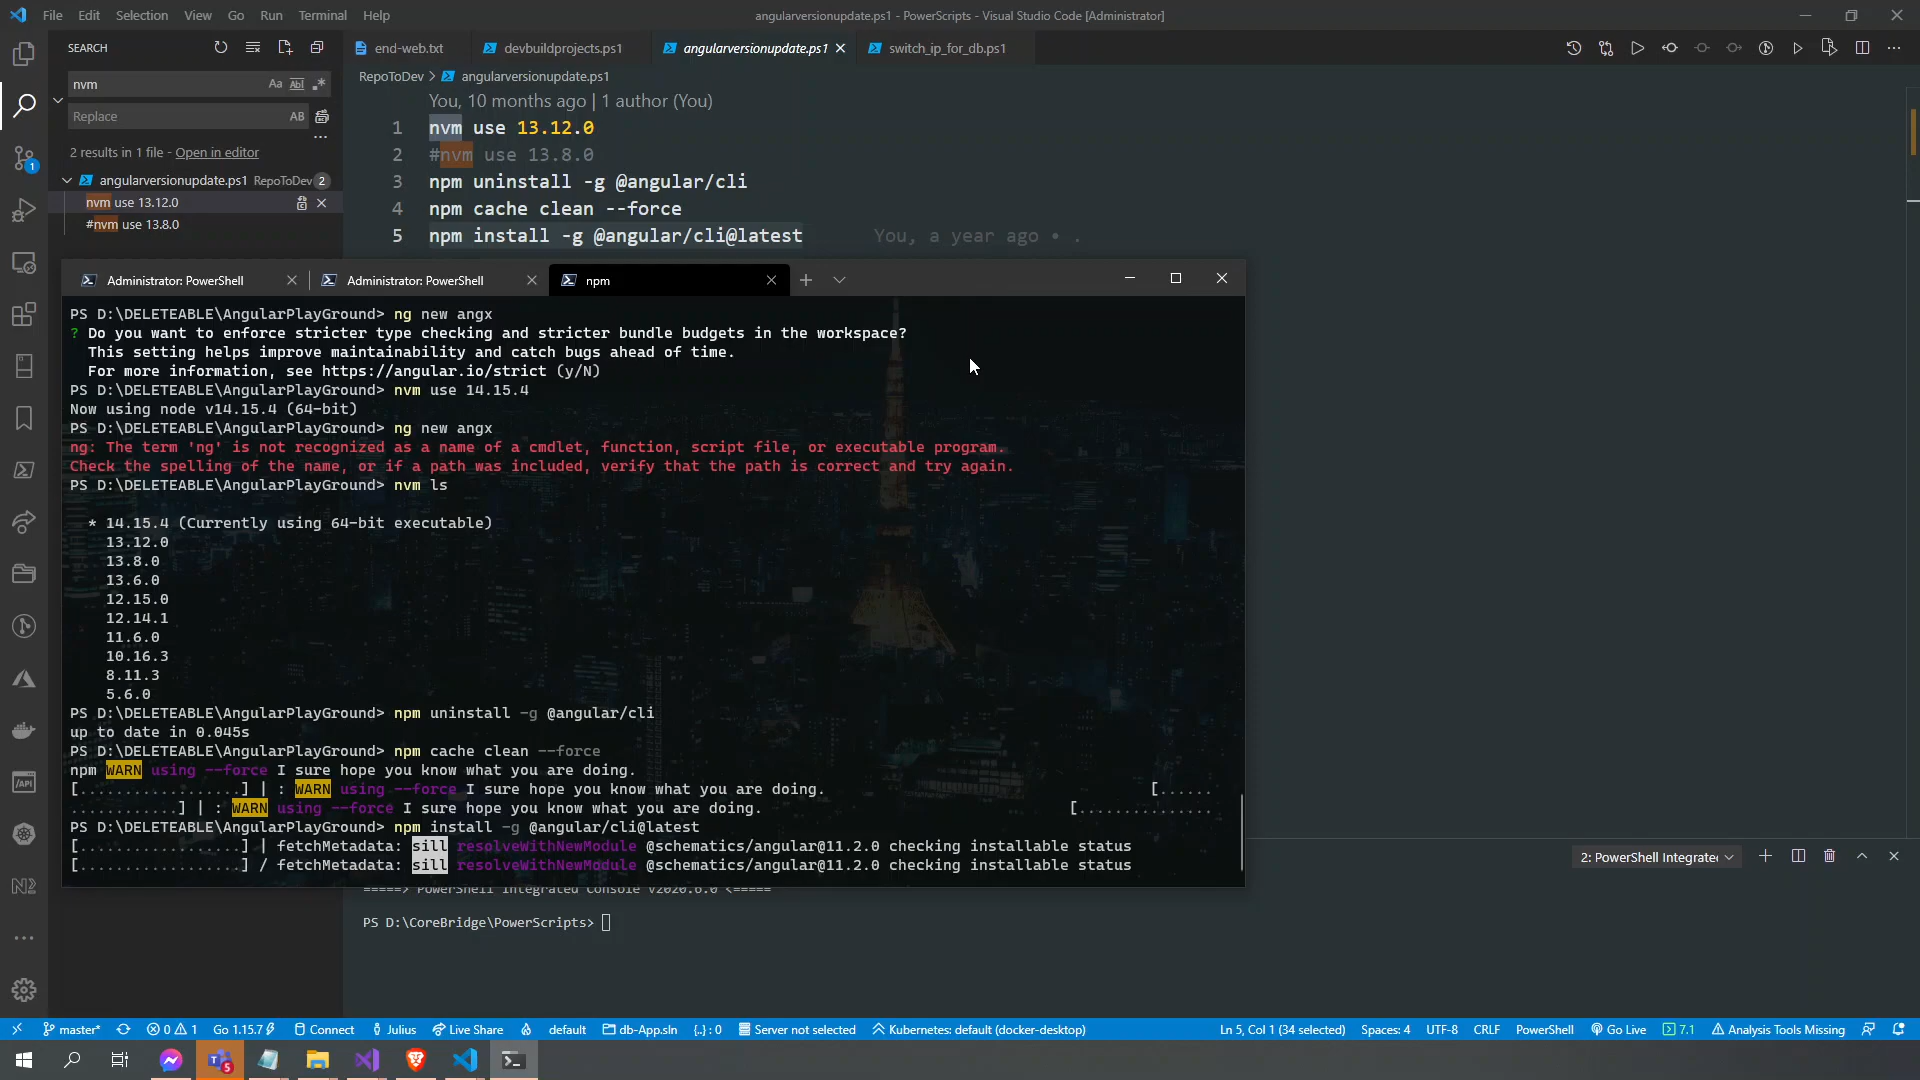 File Edit Selection View Go Run Terminal Help
angularversionupdate.ps1 - PowerScripts - Visual Studio Code [Administrator]
SEARCH
end-web.txt
devbuildprojects.ps1
angularversionupdate.ps1
switch_ip_for_db.ps1
nvm
Aa Abl .*
Replace
AB
RepoToDev > angularversionupdate.ps1
2 results in 1 file - Open in editor
angularversionupdate.ps1 RepoToDev 2
nvm use 13.12.0
#nvm use 13.8.0
You, 10 months ago | 1 author (You)
1 nvm use 13.12.0
2 #nvm use 13.8.0
3 npm uninstall -g @angular/cli
4 npm cache clean --force
5 npm install -g @angular/cli@latest You, a year ago • .
Administrator: PowerShell
Administrator: PowerShell
npm
PS D:\DELETEABLE\AngularPlayGround> ng new angx
? Do you want to enforce stricter type checking and stricter bundle budgets in the workspace?
This setting helps improve maintainability and catch bugs ahead of time.
For more information, see https://angular.io/strict (y/N)
PS D:\DELETEABLE\AngularPlayGround> nvm use 14.15.4
Now using node v14.15.4 (64-bit)
PS D:\DELETEABLE\AngularPlayGround> ng new angx
ng: The term 'ng' is not recognized as a name of a cmdlet, function, script file, or executable program.
Check the spelling of the name, or if a path was included, verify that the path is correct and try again.
PS D:\DELETEABLE\AngularPlayGround> nvm ls
* 14.15.4 (Currently using 64-bit executable)
13.12.0
13.8.0
13.6.0
12.15.0
12.14.1
11.6.0
10.16.3
8.11.3
5.6.0
PS D:\DELETEABLE\AngularPlayGround> npm uninstall -g @angular/cli
up to date in 0.045s
PS D:\DELETEABLE\AngularPlayGround> npm cache clean --force
npm WARN using --force I sure hope you know what you are doing.
[..................] | : WARN using --force I sure hope you know what you are doing. [......
............] | : WARN using --force I sure hope you know what you are doing. [...............
PS D:\DELETEABLE\AngularPlayGround> npm install -g @angular/cli@latest
[..................] | fetchMetadata: sill resolveWithNewModule @schematics/angular@11.2.0 checking installable status
[..................] / fetchMetadata: sill resolveWithNewModule @schematics/angular@11.2.0 checking installable status
2: PowerShell Integrated
=====> PowerShell Integrated Console v2020.6.0 <=====
PS D:\CoreBridge\PowerScripts>
master* 0 1 Go 1.15.7 Connect Julius Live Share default db-App.sln {..} : 0 Server not selected Kubernetes: default (docker-desktop) Ln 5, Col 1 (34 selected) Spaces: 4 UTF-8 CRLF PowerShell Go Live 7.1 Analysis Tools Missing